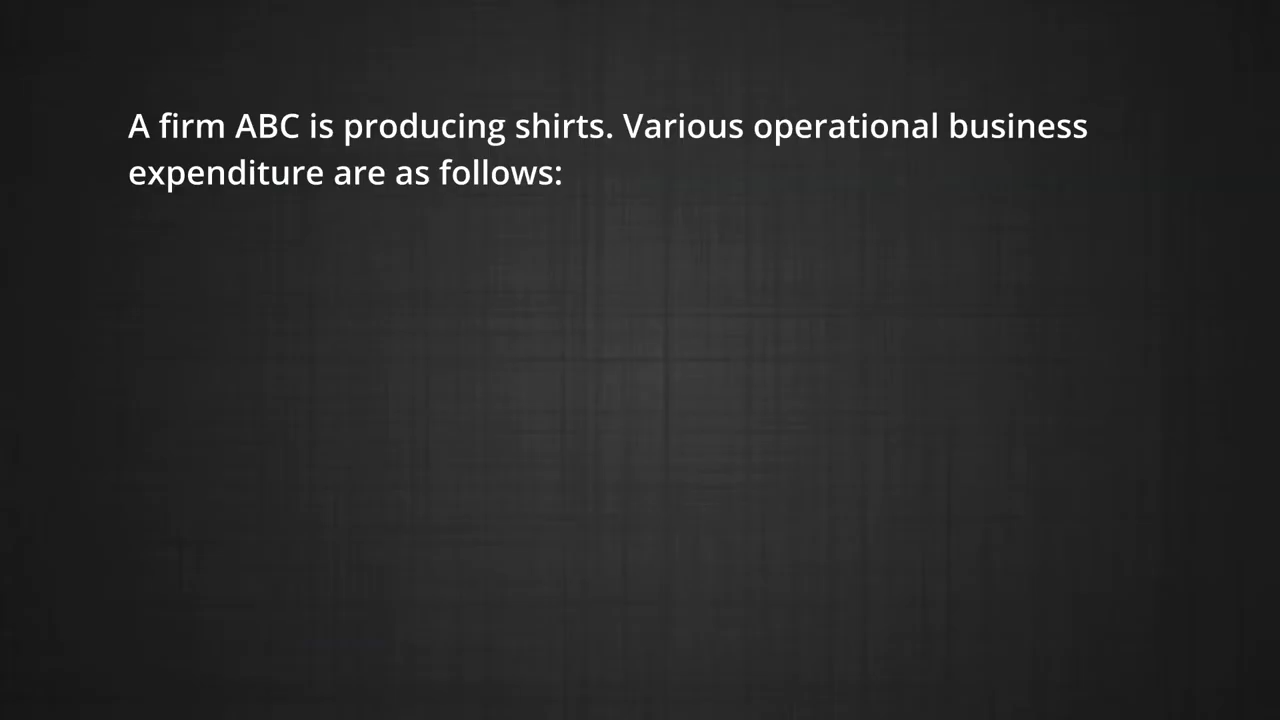 A firm ABC is producing shirts. Various operational business
expenditure are as follows: